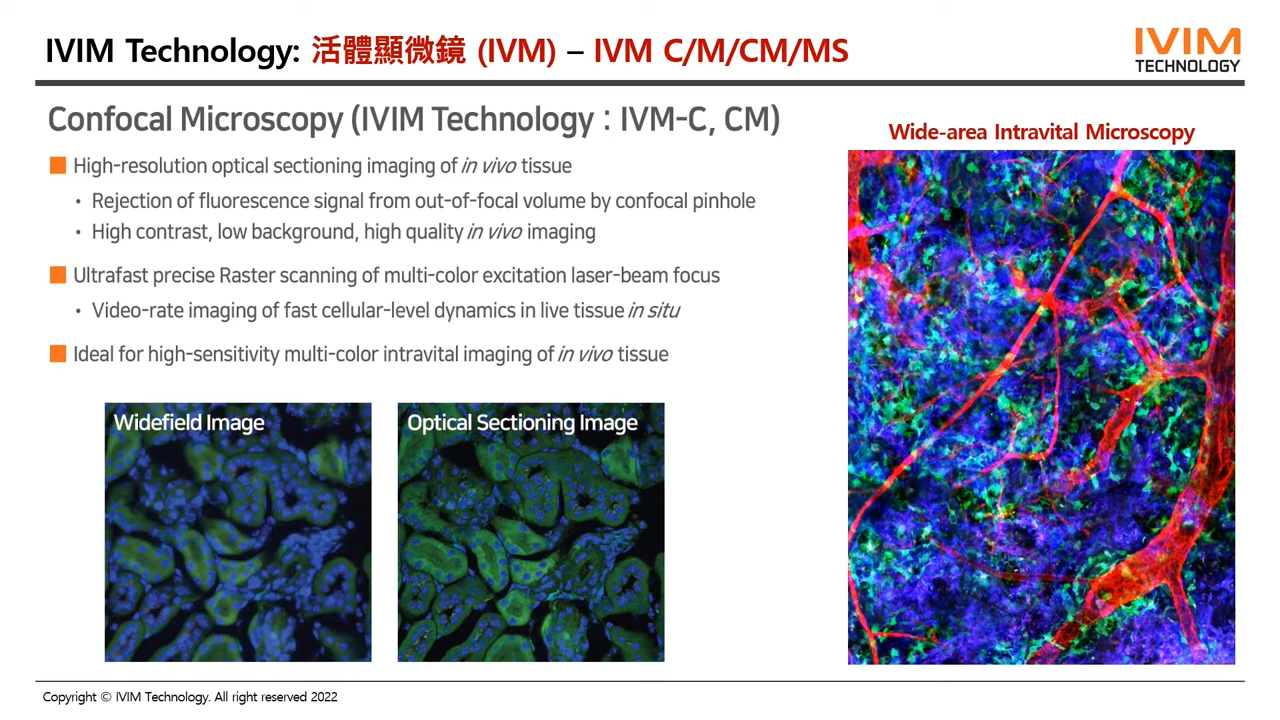 IVIM Technology: 活體顯微鏡 (IVM) – IVM C/M/CM/MS
IVIM
TECHNOLOGY
Confocal Microscopy (IVIM Technology : IVM-C, CM)
Wide-area Intravital Microscopy
■ High-resolution optical sectioning imaging of in vivo tissue
• Rejection of fluorescence signal from out-of-focal volume by confocal pinhole
• High contrast, low background, high quality in vivo imaging
■ Ultrafast precise Raster scanning of multi-color excitation laser-beam focus
• Video-rate imaging of fast cellular-level dynamics in live tissue in situ
■ Ideal for high-sensitivity multi-color intravital imaging of in vivo tissue
Widefield Image
Optical Sectioning Image
Copyright © IVIM Technology. All right reserved 2022